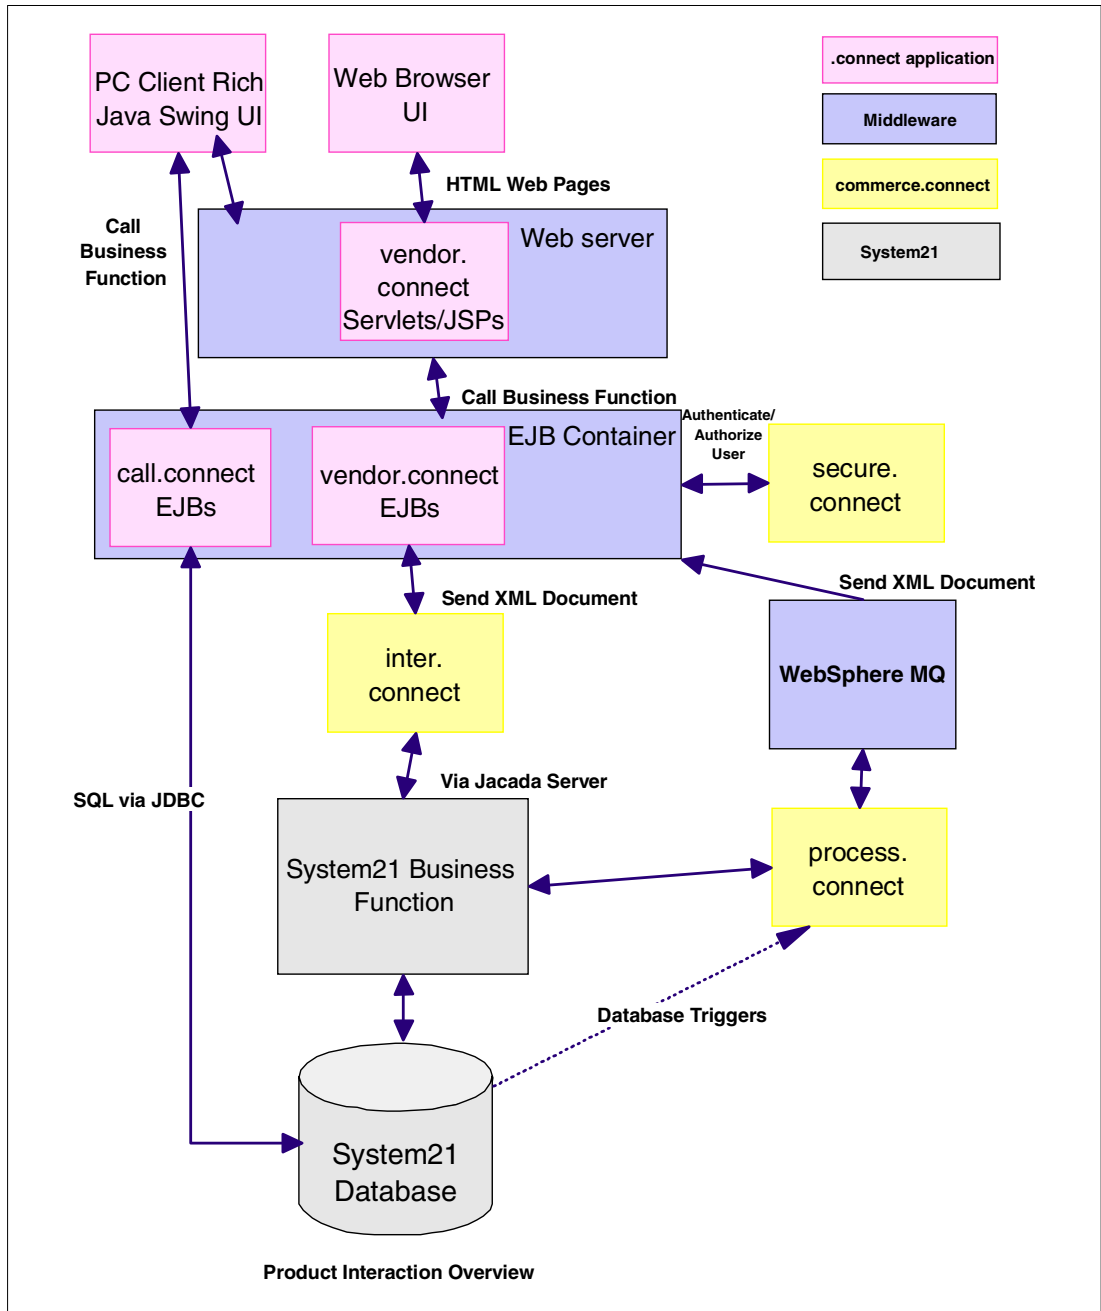 PC Client Rich
Java Swing UI
Web Browser
UI
.connect application
Middleware
commerce.connect
System21
HTML Web Pages
Call
Business
Function
Web server
vendor.
connect
Servlets/JSPs
Call Business Function
EJB Container
Authenticate/
Authorize
User
call.connect
EJBs
vendor.connect
EJBs
secure.
connect
Send XML Document
Send XML Document
inter.
connect
WebSphere MQ
Via Jacada Server
SQL via JDBC
System21 Business
Function
process.
connect
Database Triggers
System21
Database
Product Interaction Overview